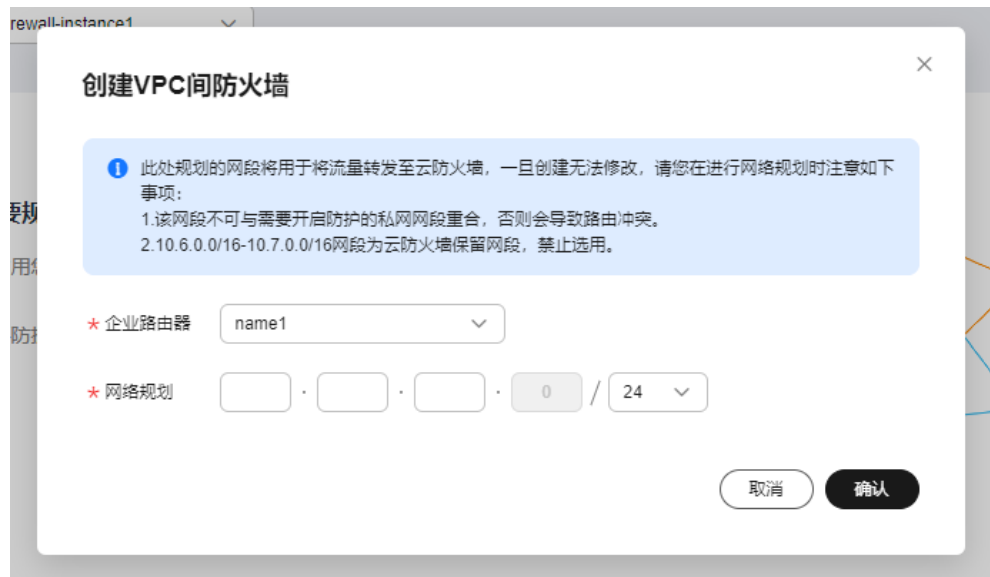 rewall-instance1
创建VPC间防火墙
此处规划的网段将用于将流量转发至云防火墙，一旦创建无法修改，请您在进行网络规划时注意如下
事项：
1.该网段不可与需要开启防护的私网网段重合，否则会导致路由冲突。
2.10.6.0.0/16-10.7.0.0/16网段为云防火墙保留网段，禁止选用。
要规
用您
防护
* 企业路由器 name1
* 网络规划 . . . 0 / 24
取消 确认